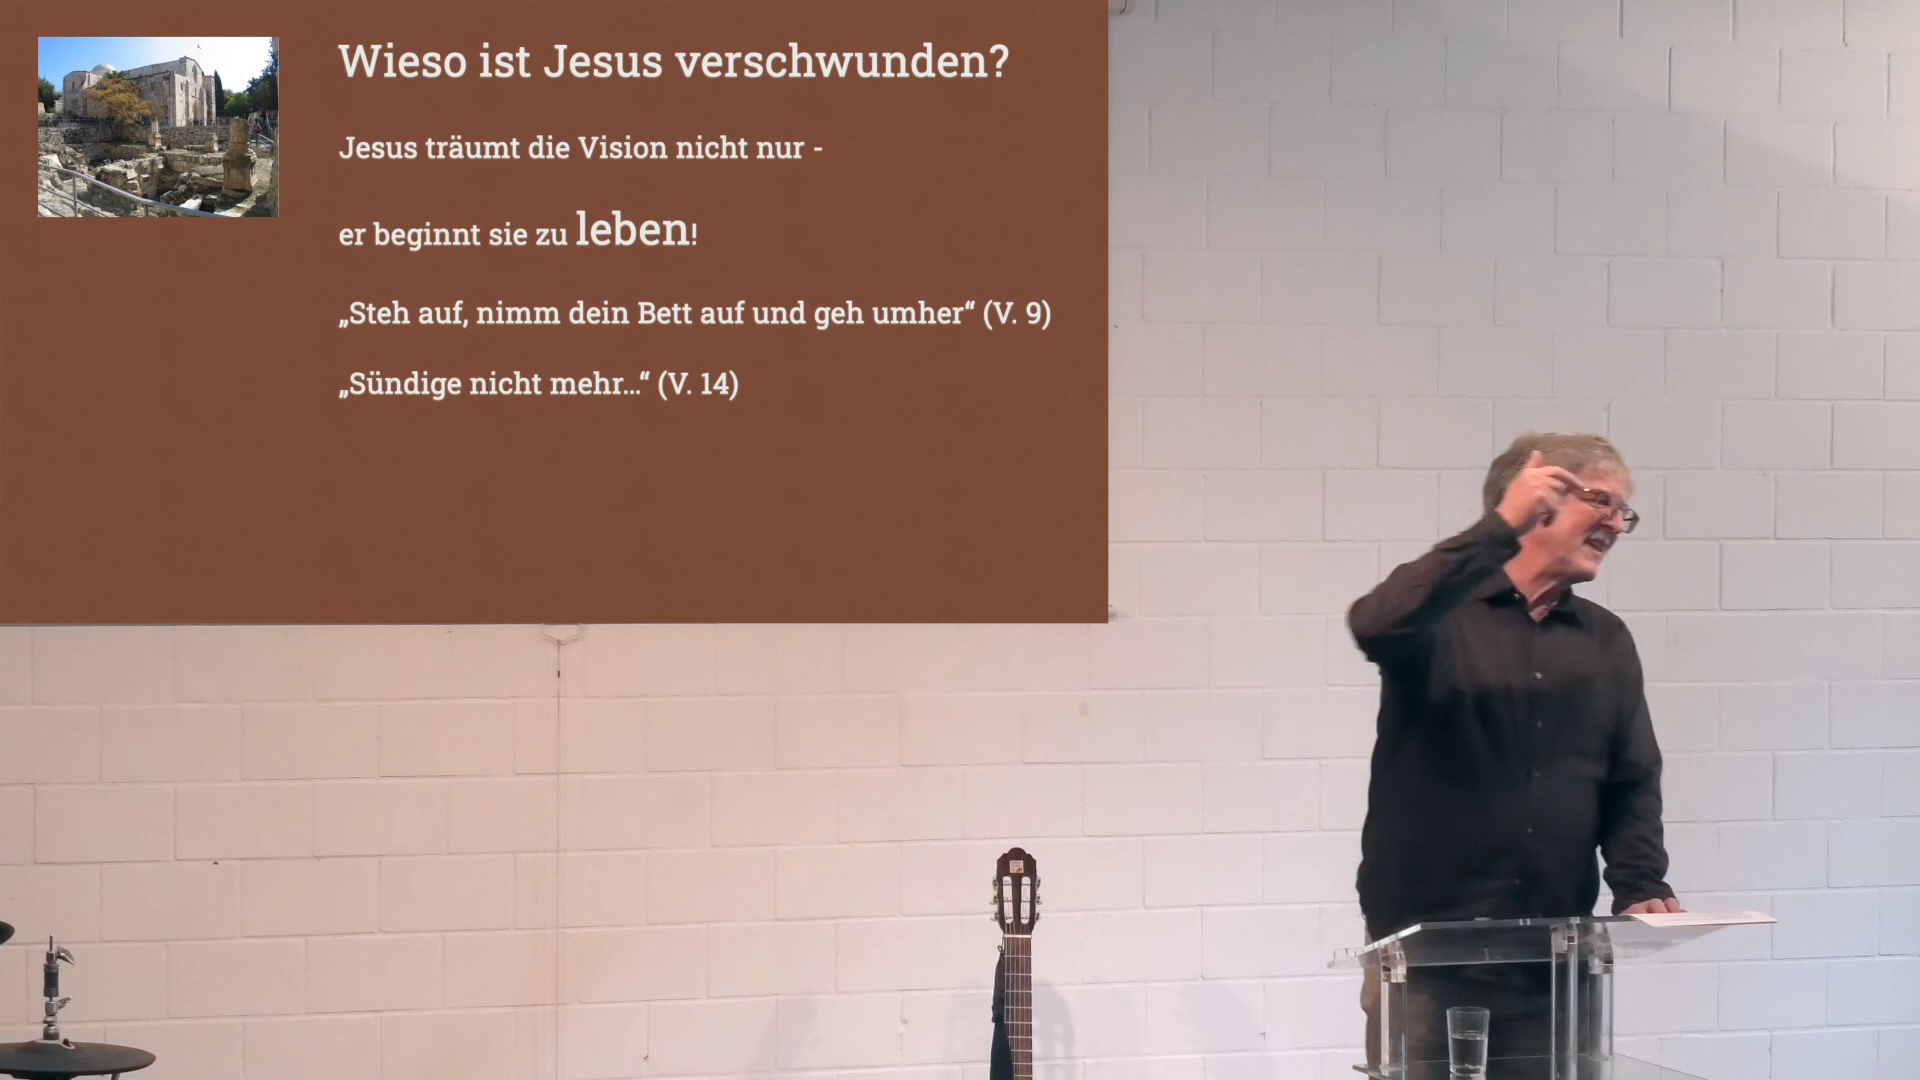 Wieso ist Jesus verschwunden?
Jesus träumt die Vision nicht nur -
er beginnt sie zu leben!
„Steh auf, nimm dein Bett auf und geh umher“ (V. 9)
„Sündige nicht mehr...“ (V. 14)